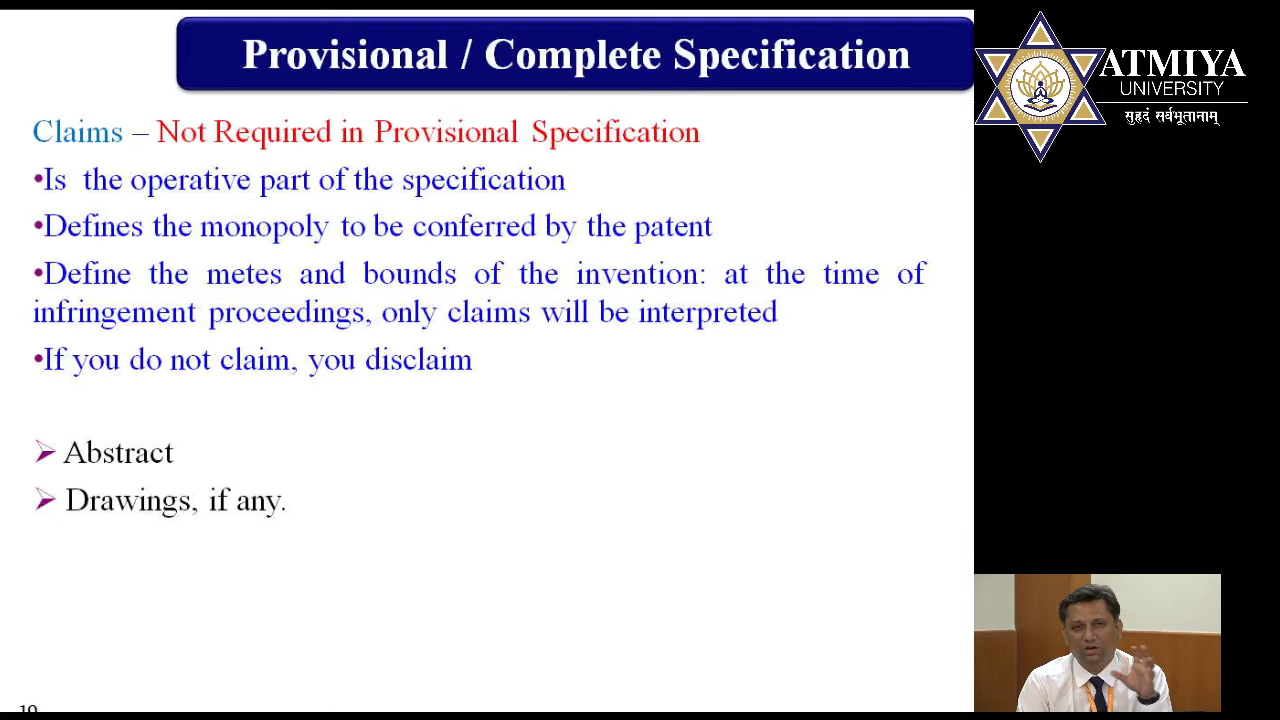 Provisional / Complete Specification
ATMIYA
UNIVERSITY
सुहृदं सर्वभूतानाम्
Claims – Not Required in Provisional Specification
•Is the operative part of the specification
•Defines the monopoly to be conferred by the patent
•Define the metes and bounds of the invention: at the time of
infringement proceedings, only claims will be interpreted
•If you do not claim, you disclaim
➢ Abstract
➢ Drawings, if any.